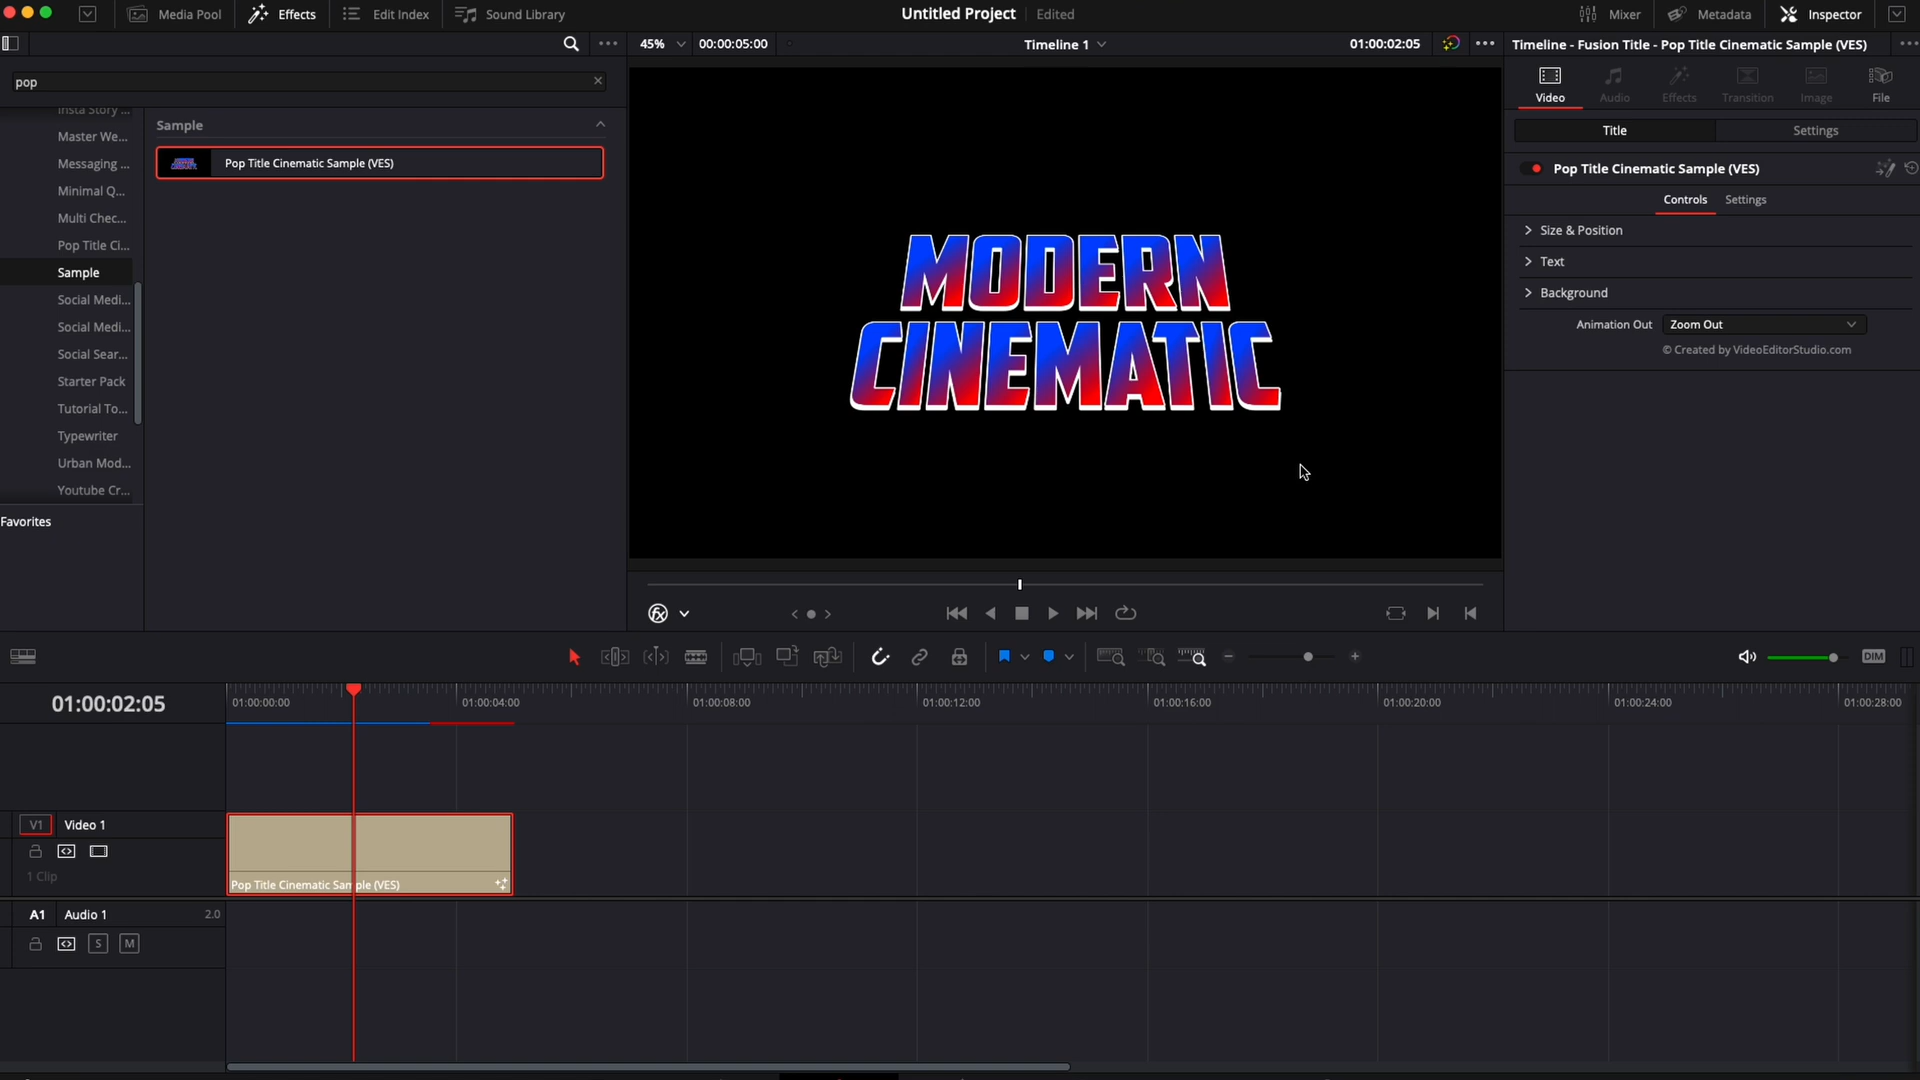 Media Pool
Effects
Edit Index
Sound Library
Untitled Project
Edited
Mixer
Metadata
Inspector
45%
00:00:05:00
Timeline 1
01:00:02:05
Timeline - Fusion Title - Pop Title Cinematic Sample (VES)
pop
Insta Story ...
Master We...
Messaging ...
Minimal Q...
Multi Chec...
Pop Title Ci...
Sample
Social Medi...
Social Medi...
Social Sear...
Starter Pack
Tutorial To...
Typewriter
Urban Mod...
Youtube Cr...
Favorites
Sample
Pop Title Cinematic Sample (VES)
MODERN
CINEMATIC
Video
Audio
Effects
Transition
Image
File
Title
Settings
Pop Title Cinematic Sample (VES)
Controls
Settings
Size & Position
Text
Background
Animation Out
Zoom Out
© Created by VideoEditorStudio.com
DIM
01:00:02:05
01:00:00:00
01:00:04:00
01:00:08:00
01:00:12:00
01:00:16:00
01:00:20:00
01:00:24:00
01:00:28:00
V1
Video 1
1 Clip
Pop Title Cinematic Sample (VES)
A1
Audio 1
2.0
S
M